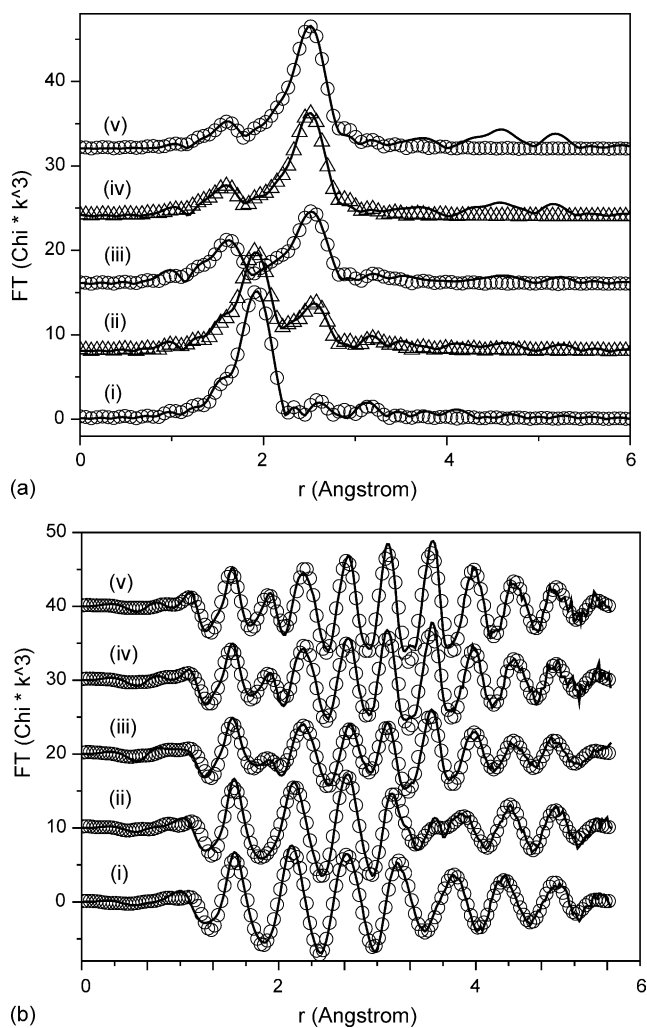 40
30
20
10
0
FT (Chi * k^3)
(v)
(iv)
(iii)
(ii)
(i)
0
2
4
6
r (Angstrom)
(a)
50
40
30
20
10
0
FT (Chi * k^3)
(v)
(iv)
(iii)
(ii)
(i)
0
2
4
6
r (Angstrom)
(b)